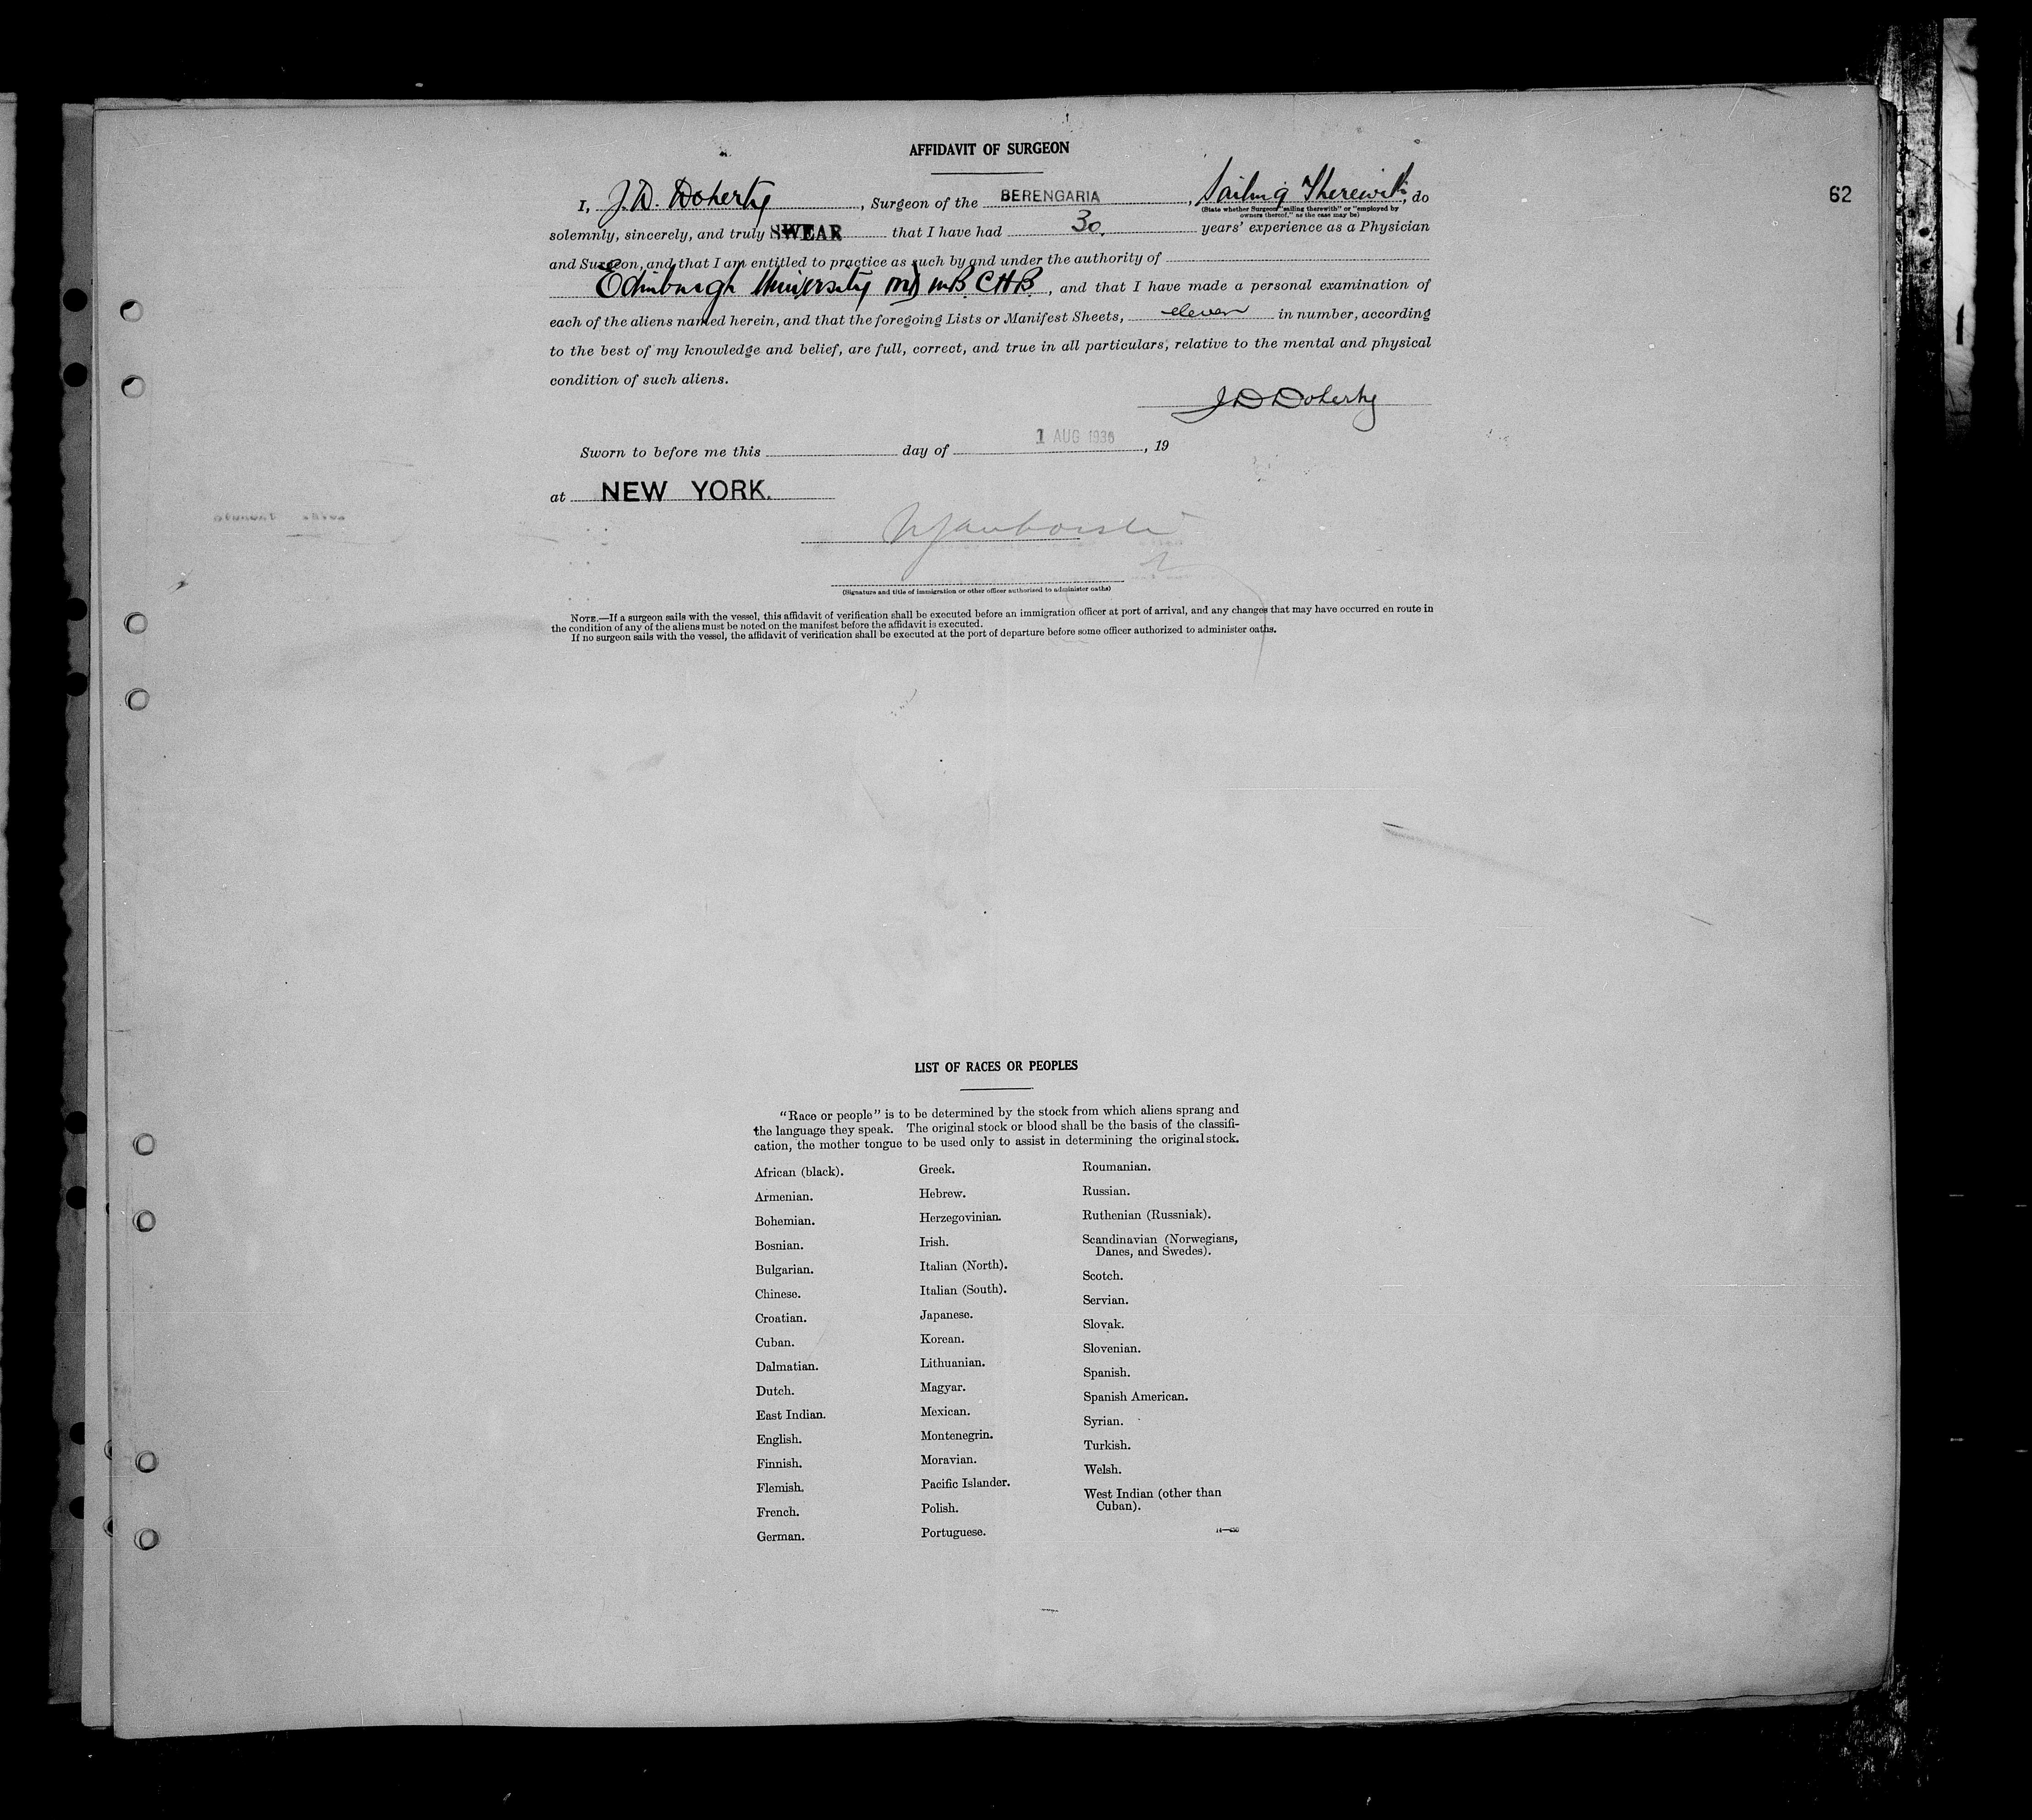 AFFIDAVIT OF SURGEON
62
I, J. D. Doherty, Surgeon of the BERENGARIA, Sailing Therewith, do
(State whether Surgeon "sailing therewith" or "employed by
owners thereof," as the case may be)
solemnly, sincerely, and truly SWEAR that I have had 30. years' experience as a Physician
and Surgeon, and that I am entitled to practice as such by and under the authority of
Edinburgh University MD MB. CHB., and that I have made a personal examination of
each of the aliens named herein, and that the foregoing Lists or Manifest Sheets, eleven in number, according
to the best of my knowledge and belief, are full, correct, and true in all particulars, relative to the mental and physical
condition of such aliens.
J D Doherty
Sworn to before me this day of 1 AUG 1936, 19
at NEW YORK.
(Signature and title of immigration or other officer authorized to administer oaths)
NOTE.—If a surgeon sails with the vessel, this affidavit of verification shall be executed before an immigration officer at port of arrival, and any changes that may have occurred en route in
the condition of any of the aliens must be noted on the manifest before the affidavit is executed.
If no surgeon sails with the vessel, the affidavit of verification shall be executed at the port of departure before some officer authorized to administer oaths.
LIST OF RACES OR PEOPLES
"Race or people" is to be determined by the stock from which aliens sprang and
the language they speak. The original stock or blood shall be the basis of the classifi-
cation, the mother tongue to be used only to assist in determining the original stock.
African (black).
Armenian.
Bohemian.
Bosnian.
Bulgarian.
Chinese.
Croatian.
Cuban.
Dalmatian.
Dutch.
East Indian.
English.
Finnish.
Flemish.
French.
German.
Greek.
Hebrew.
Herzegovinian.
Irish.
Italian (North).
Italian (South).
Japanese.
Korean.
Lithuanian.
Magyar.
Mexican.
Montenegrin.
Moravian.
Pacific Islander.
Polish.
Portuguese.
Roumanian.
Russian.
Ruthenian (Russniak).
Scandinavian (Norwegians,
Danes, and Swedes).
Scotch.
Servian.
Slovak.
Slovenian.
Spanish.
Spanish American.
Syrian.
Turkish.
Welsh.
West Indian (other than
Cuban).